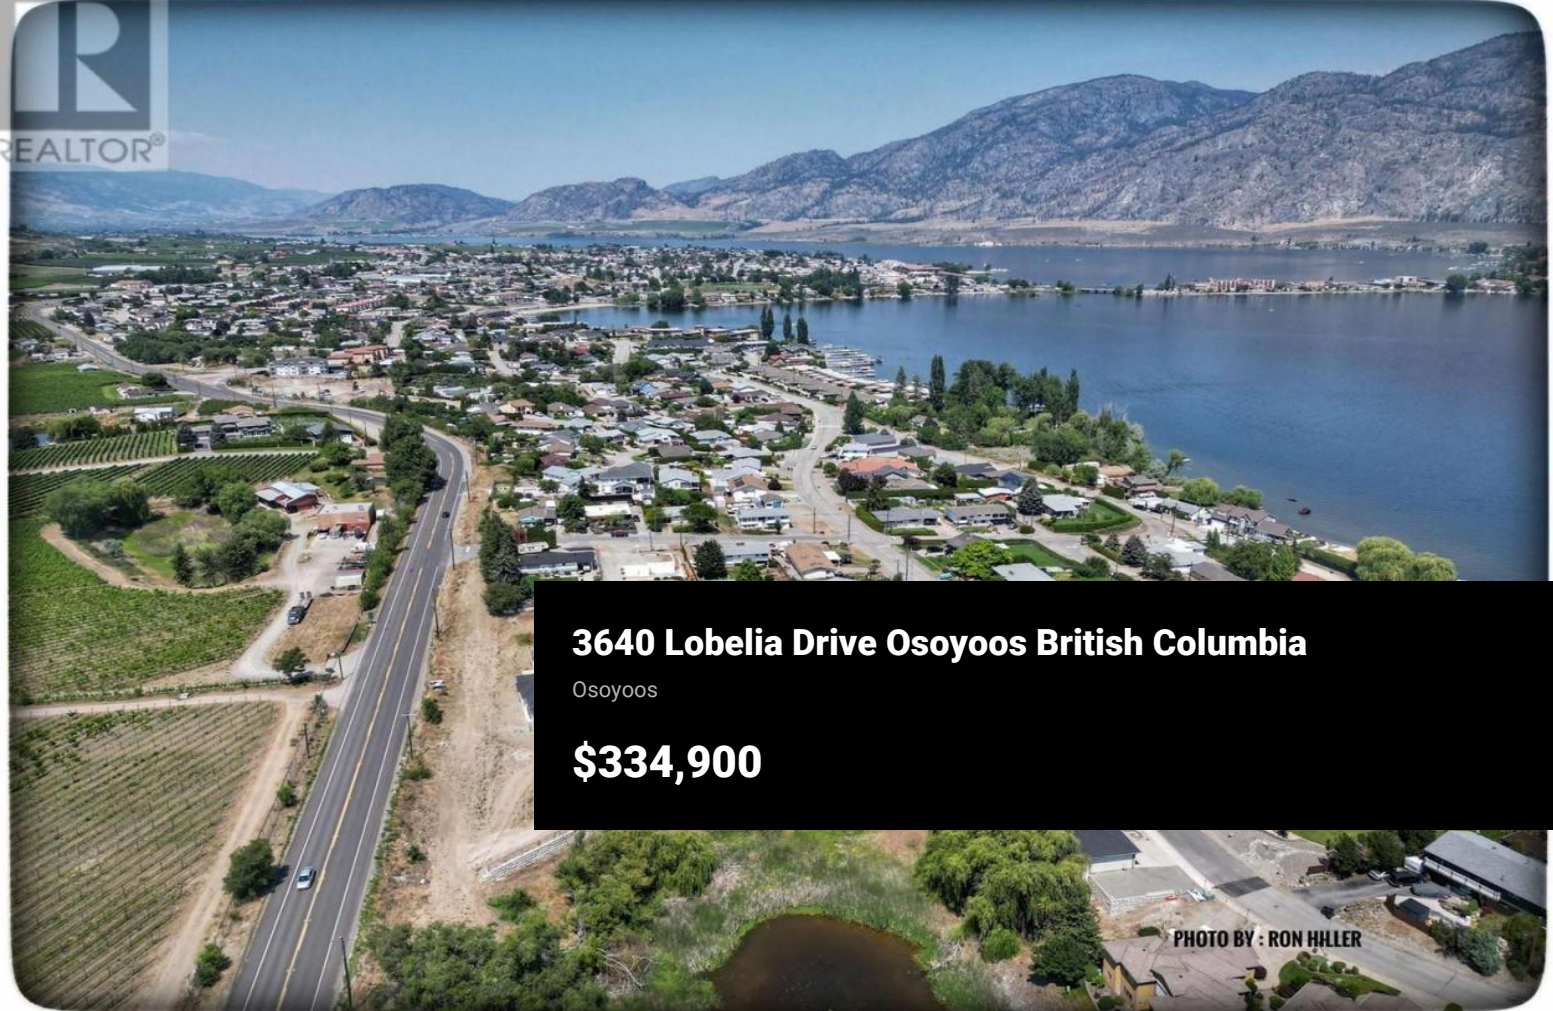 R
REALTOR®
3640 Lobelia Drive Osoyoos British Columbia
Osoyoos
$334,900
PHOTO BY : RON HILLER